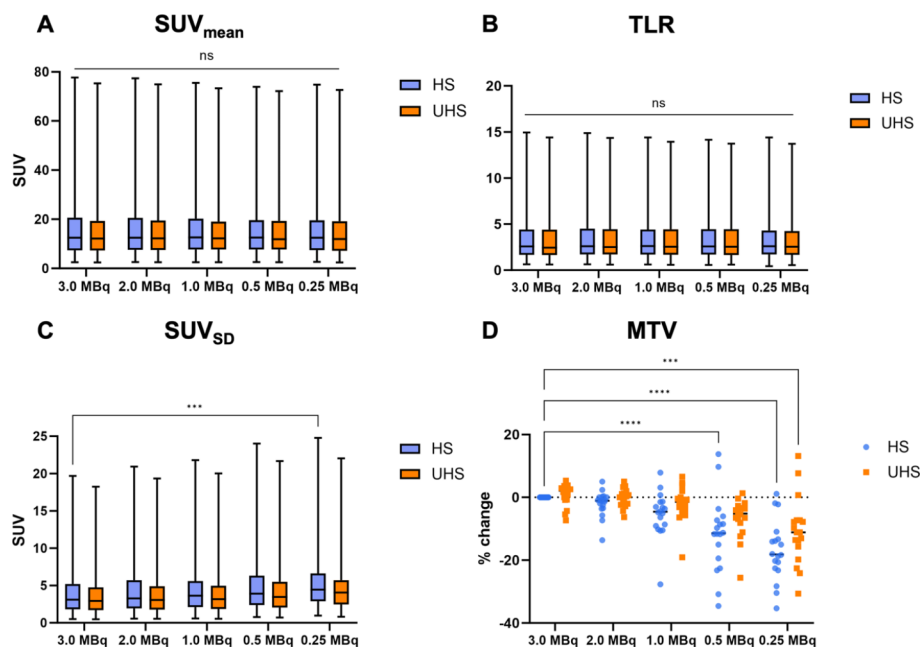 A SUVmean
ns
HS
UHS
80
60
40
20
0
SUV
3.0 MBq 2.0 MBq 1.0 MBq 0.5 MBq 0.25 MBq
B TLR
ns
HS
UHS
20
15
10
5
0
3.0 MBq 2.0 MBq 1.0 MBq 0.5 MBq 0.25 MBq
C SUVSD
***
HS
UHS
25
20
15
10
5
0
SUV
3.0 MBq 2.0 MBq 1.0 MBq 0.5 MBq 0.25 MBq
D MTV
***
****
****
HS
UHS
20
0
-20
-40
% change
3.0 MBq 2.0 MBq 1.0 MBq 0.5 MBq 0.25 MBq